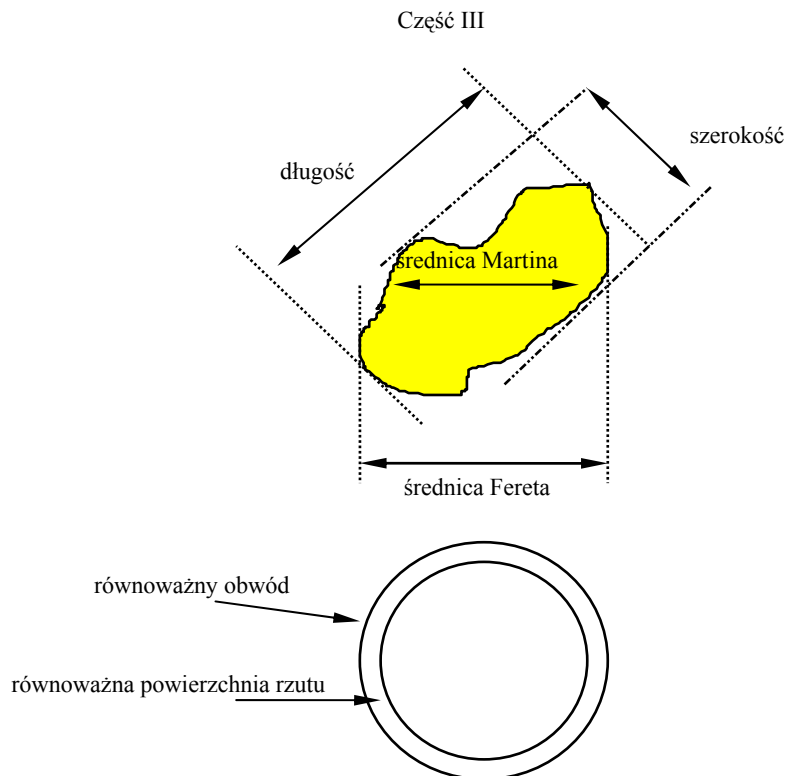 Część III
szerokość
długość
średnica Martina
średnica Fereta
równoważny obwód
równoważna powierzchnia rzutu